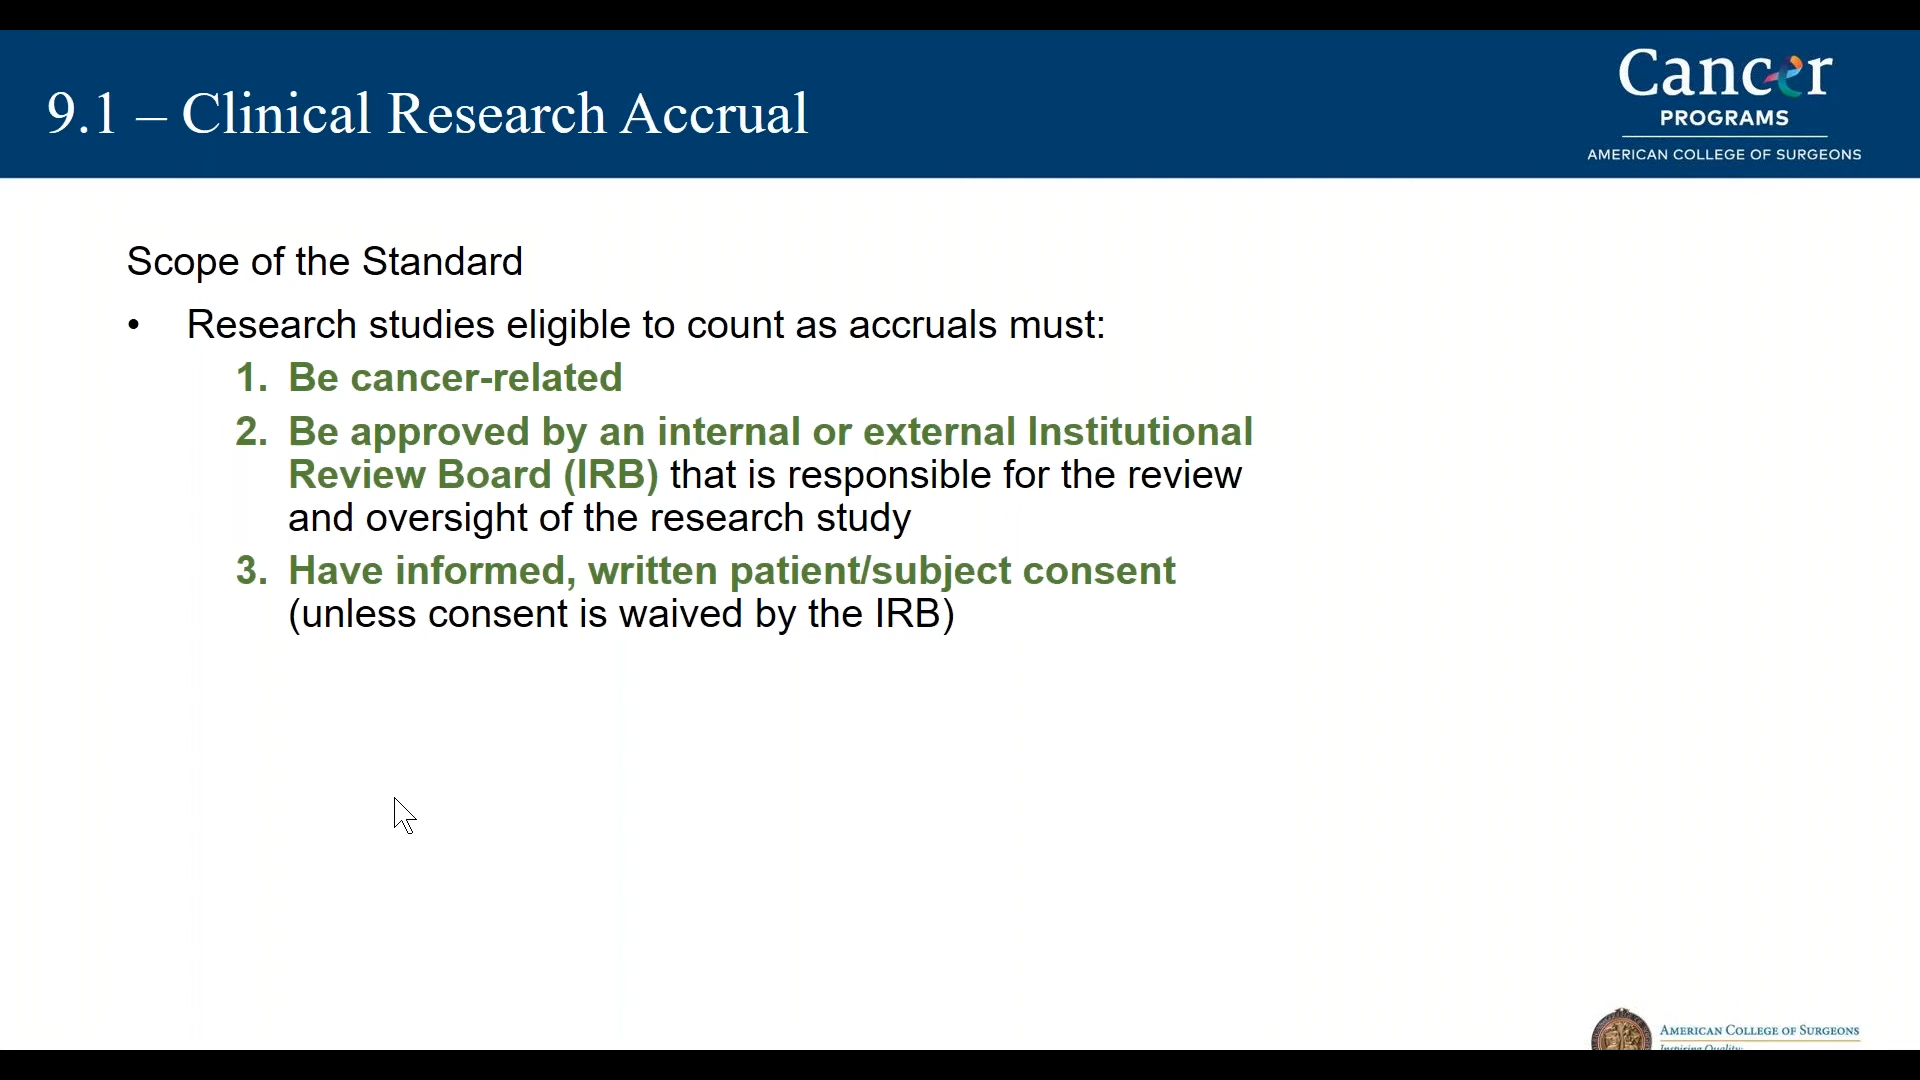 9.1 – Clinical Research Accrual
Cancer
PROGRAMS
AMERICAN COLLEGE OF SURGEONS
Scope of the Standard
• Research studies eligible to count as accruals must:
1. Be cancer-related
2. Be approved by an internal or external Institutional
Review Board (IRB) that is responsible for the review
and oversight of the research study
3. Have informed, written patient/subject consent
(unless consent is waived by the IRB)
AMERICAN COLLEGE OF SURGEONS
Inspiring Quality: